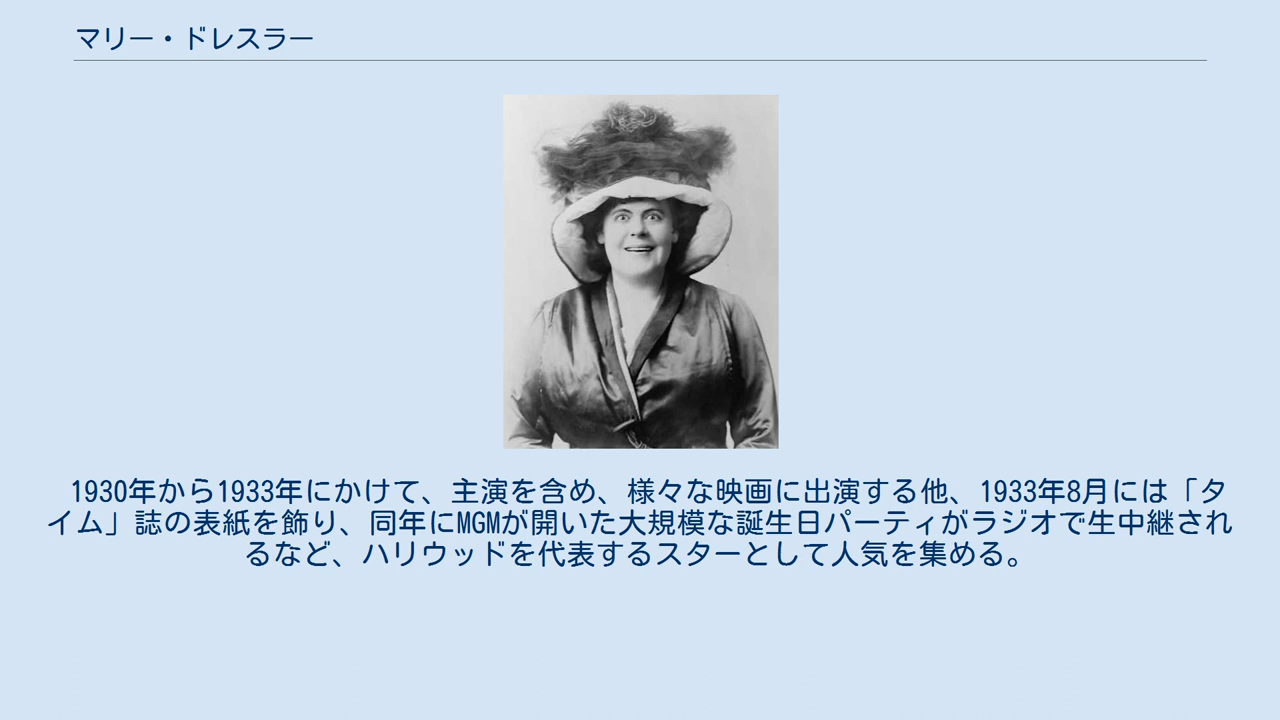 マリー・ドレスラー
1930年から1933年にかけて、主演を含め、様々な映画に出演する他、1933年8月には「タ
イム」誌の表紙を飾り、同年にMGMが開いた大規模な誕生日パーティがラジオで生中継され
るなど、ハリウッドを代表するスターとして人気を集める。